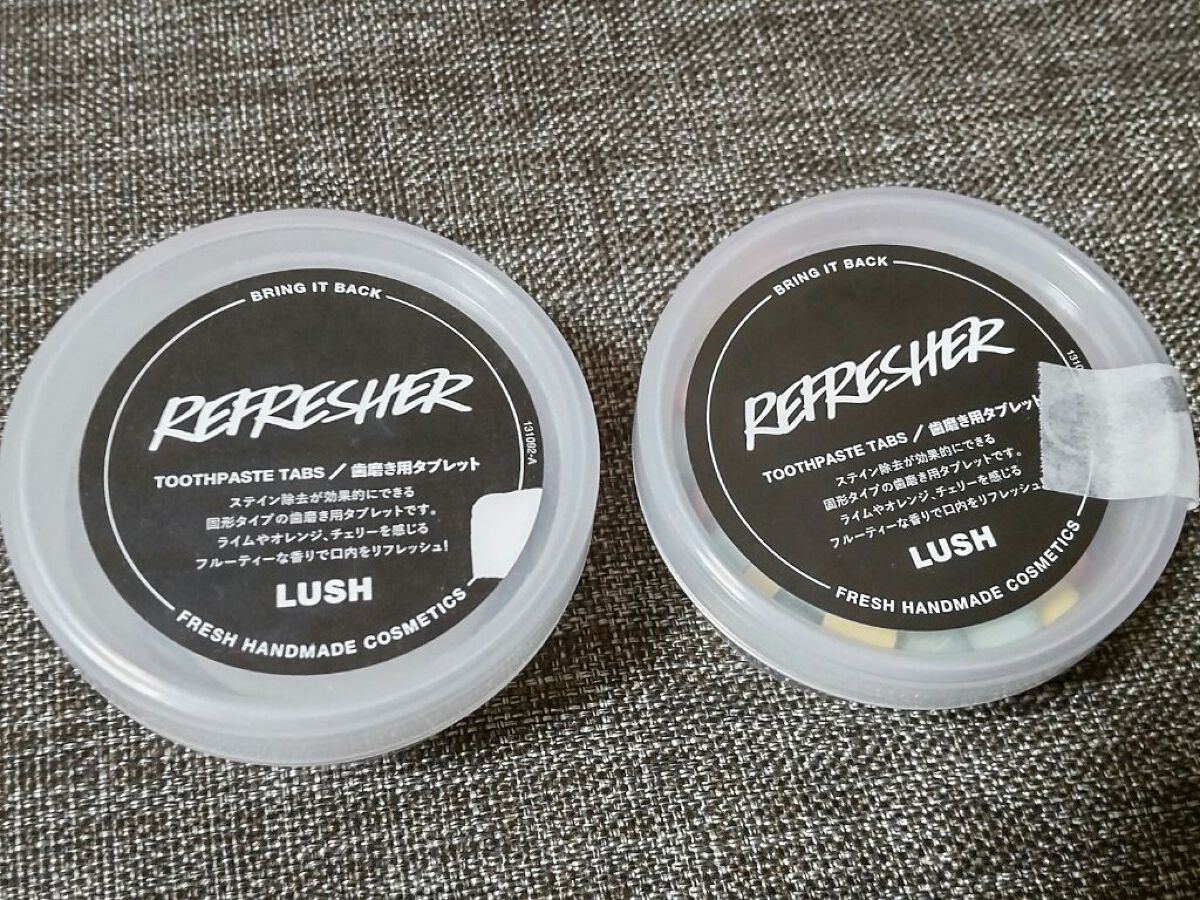 BRING IT BACK
REFRESHER
TOOTHPASTE TABS / 歯磨き用タブレット
ステイン除去が効果的にできる
固形タイプの歯磨き用タブレットです。
ライムやオレンジ、チェリーを感じる
フルーティーな香りで口内をリフレッシュ!
LUSH
FRESH HANDMADE COSMETICS
131092-A
BRING IT BACK
REFRESHER
TOOTHPASTE TABS / 歯磨き用タブレット
ステイン除去が効果的にできる
固形タイプの歯磨き用タブレットです。
ライムやオレンジ、チェリーを感じる
フルーティーな香りで口内をリフレッシュ!
LUSH
FRESH HANDMADE COSMETICS